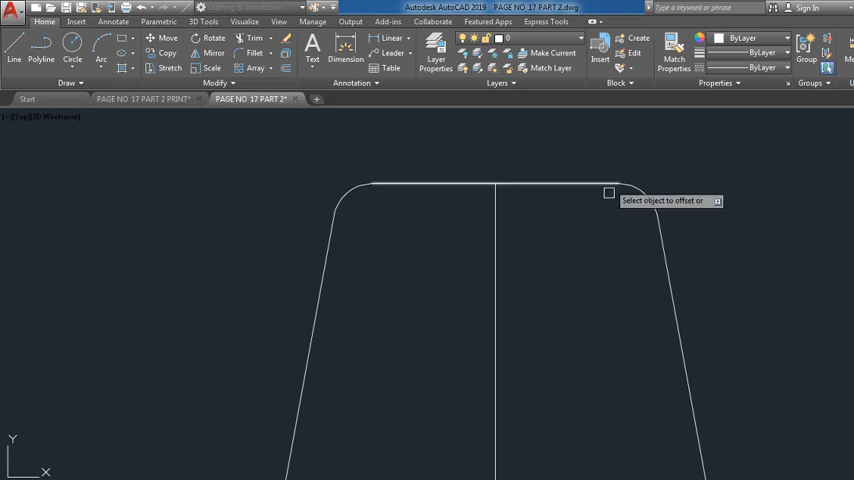 Drafting & Annotation
Autodesk AutoCAD 2019 PAGE NO 17 PART 2.dwg
Type a keyword or phrase
Sign In
Home Insert Annotate Parametric 3D Tools Visualize View Manage Output Add-ins Collaborate Featured Apps Express Tools
Line Polyline Circle Arc
Move Rotate Trim
Copy Mirror Fillet
Stretch Scale Array
Text Dimension
Linear
Leader
Table
Layer Properties
0
Make Current
Match Layer
Insert
Create
Edit
Match Properties
ByLayer
ByLayer
ByLayer
Group
Draw Modify Annotation Layers Block Properties Groups
Start PAGE NO 17 PART 2 PRINT* PAGE NO 17 PART 2*
[−][Top][2D Wireframe]
Select object to offset or
Y
X